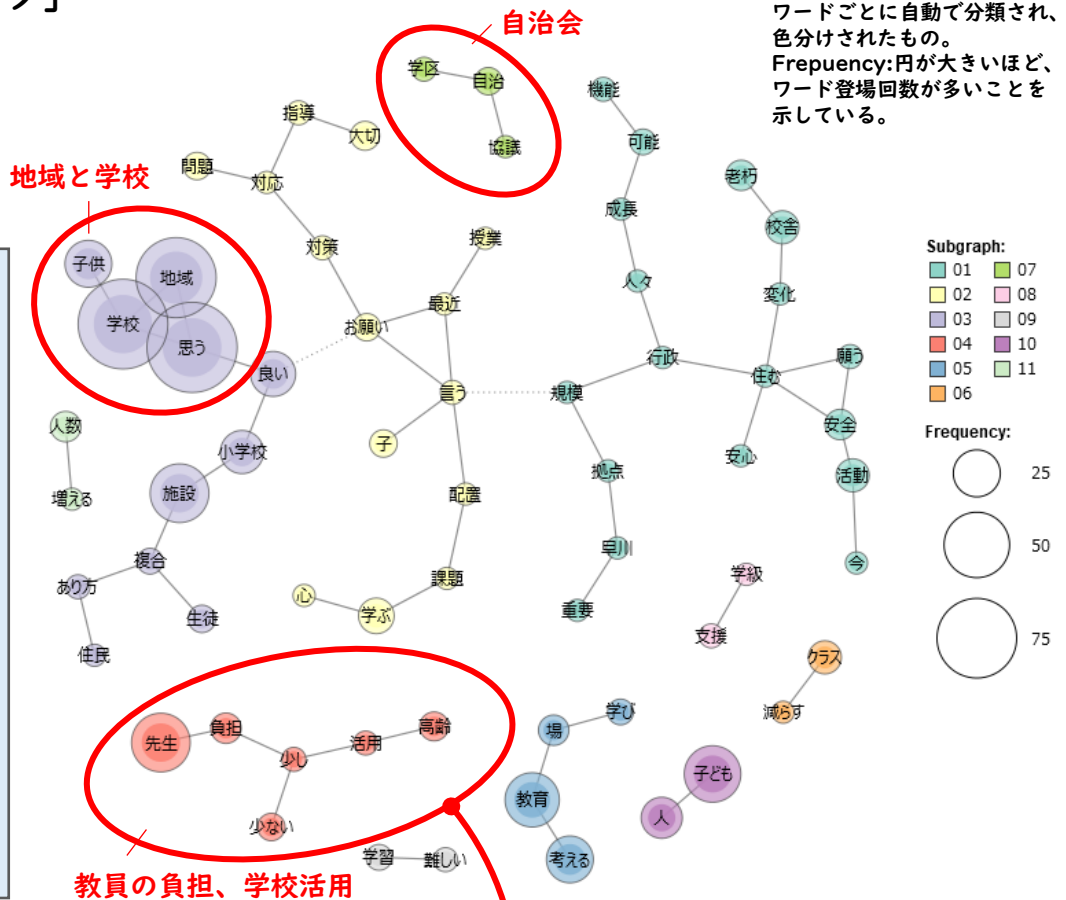 ワードごとに自動で分類され、
色分けされたもの。
Frepuency:円が大きいほど、
ワード登場回数が多いことを
示している。
自治会
学区
自治
協議
地域と学校
子供
地域
学校
思う
良い
小学校
施設
複合
あり方
生徒
住民
人数
増える
指導
大切
問題
対応
対策
授業
最近
お願い
言う
子
配置
課題
心
学ぶ
機能
可能
成長
人々
行政
規模
拠点
早川
重要
老朽
校舎
変化
住む
願う
安全
安心
活動
今
学級
支援
クラス
減らす
先生
負担
少し
活用
高齢
少ない
教員の負担、学校活用
学習
難しい
場
学び
教育
考える
子ども
人
Subgraph:
01
02
03
04
05
06
07
08
09
10
11
Frequency:
25
50
75